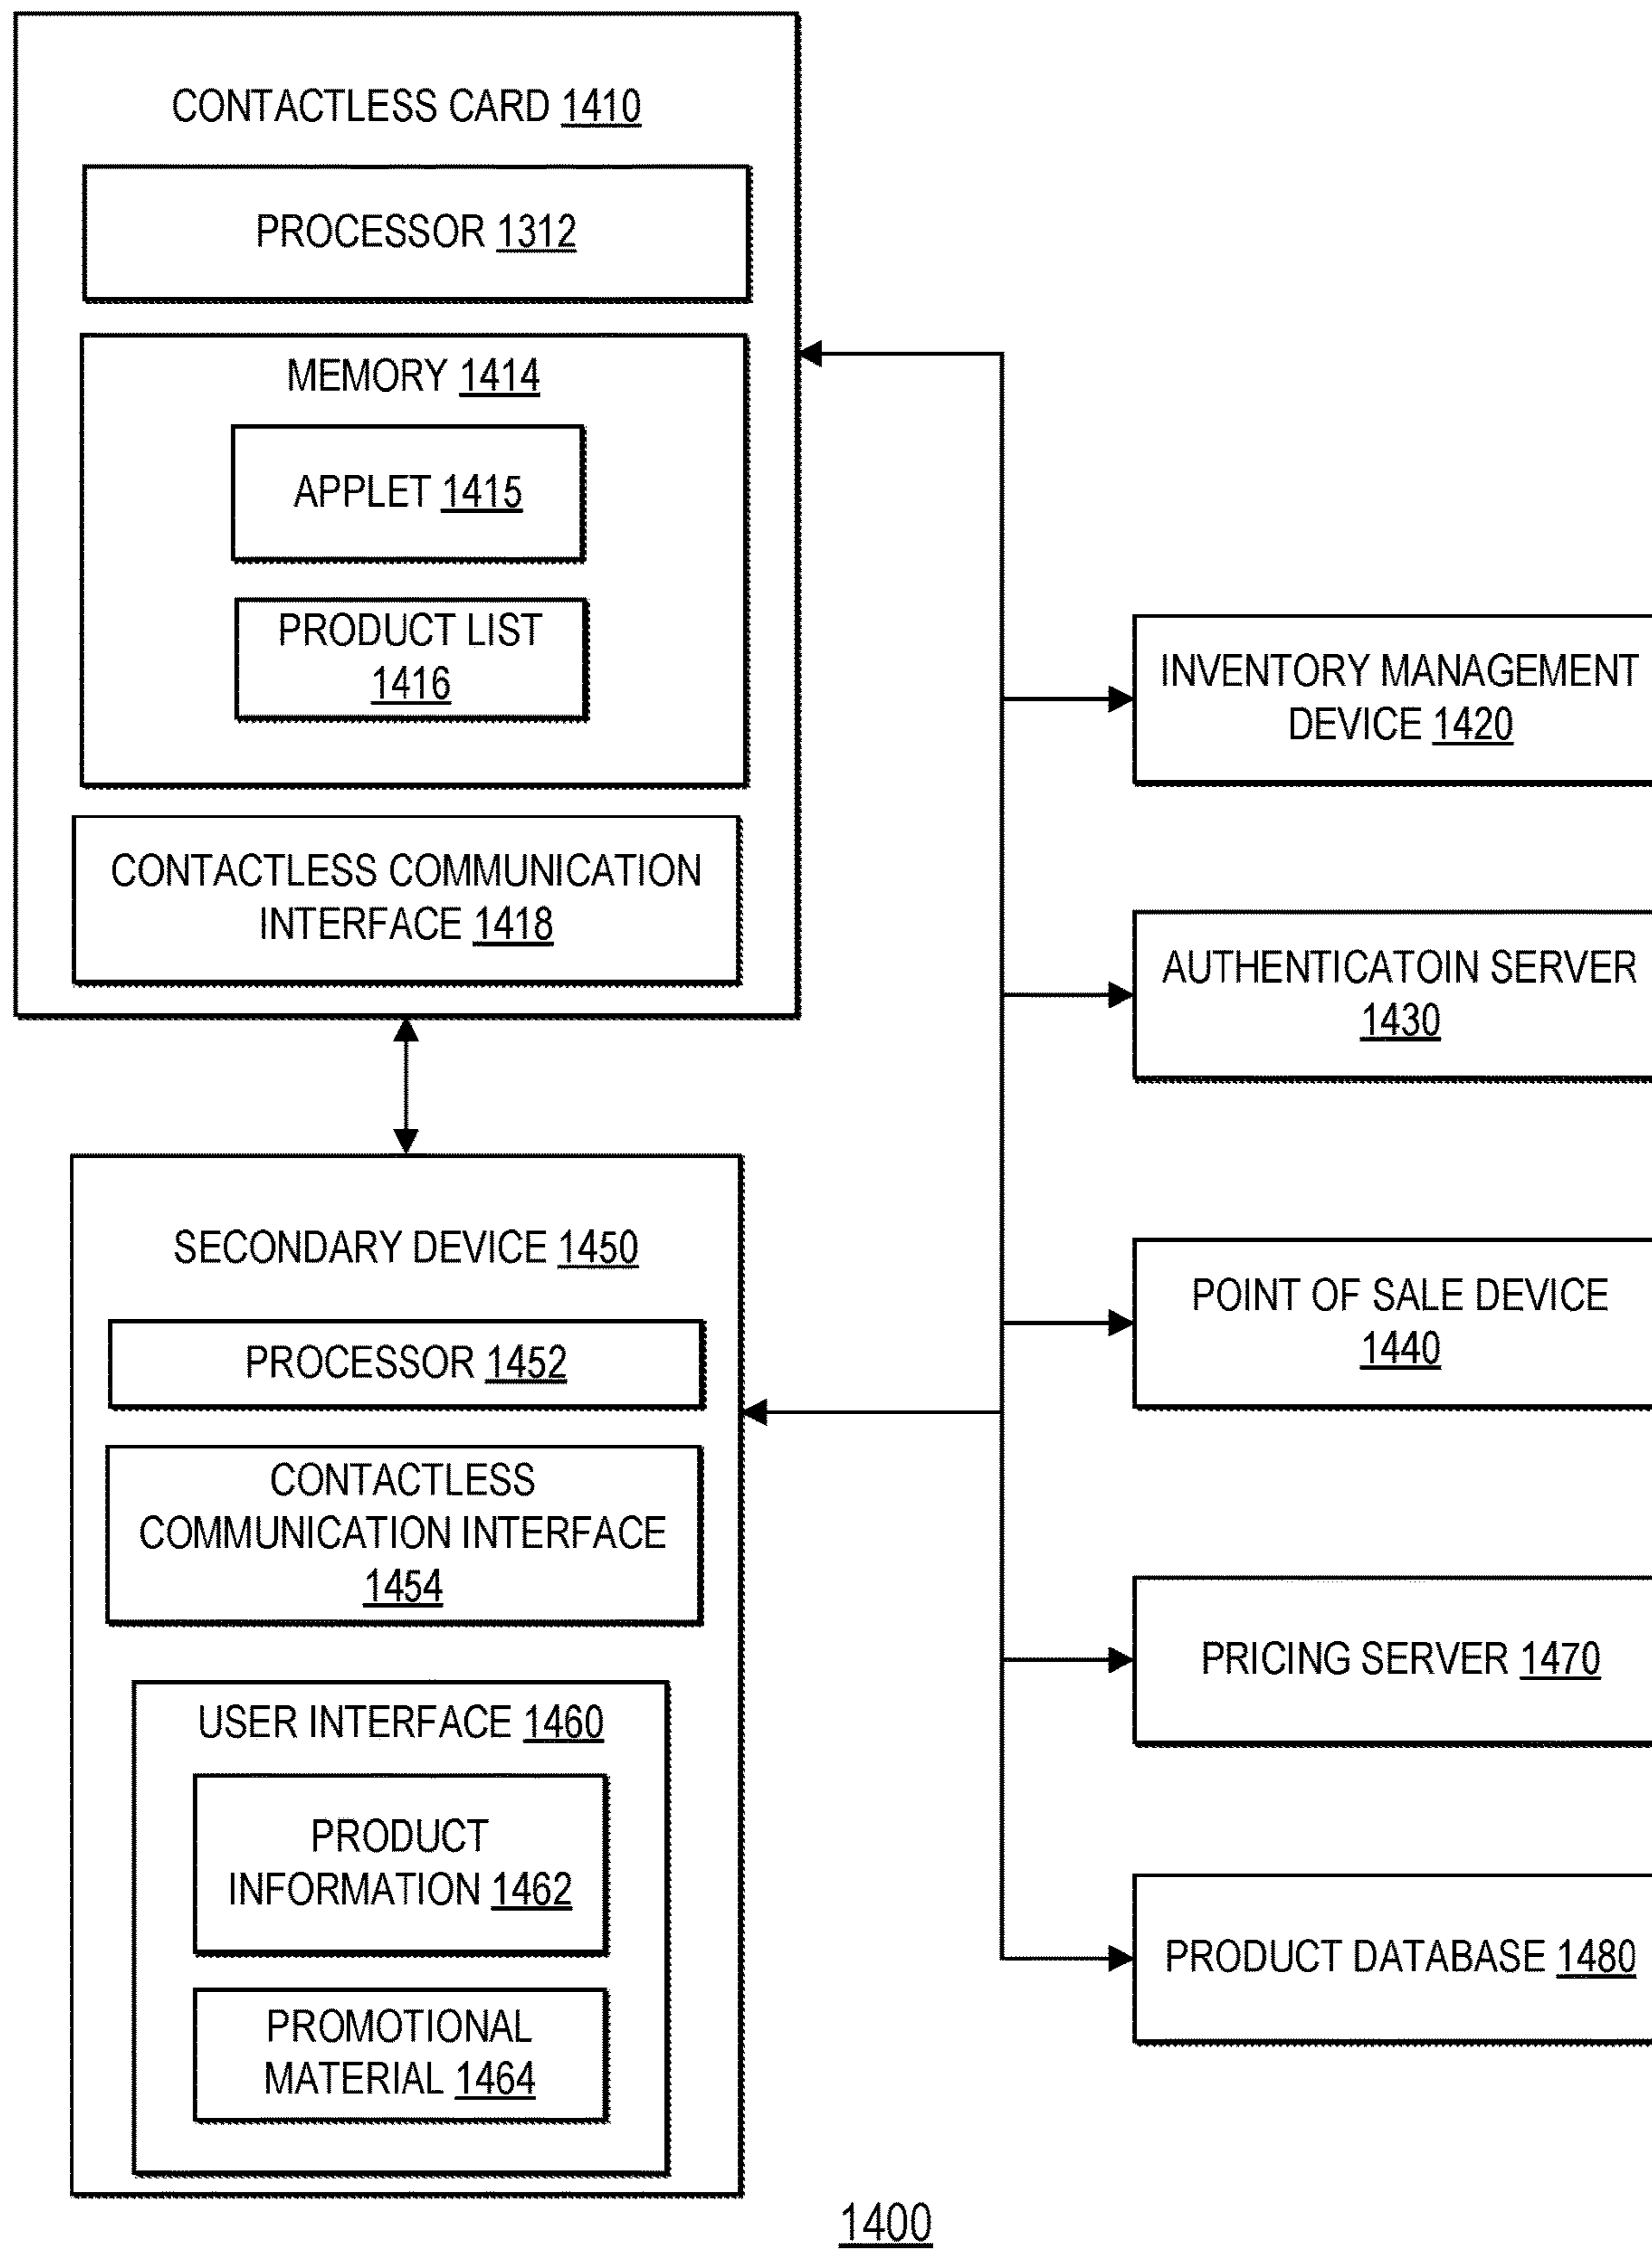 CONTACTLESS CARD 1410
PROCESSOR 1312
MEMORY 1414
APPLET 1415
PRODUCT LIST
1416
CONTACTLESS COMMUNICATION
INTERFACE 1418
SECONDARY DEVICE 1450
PROCESSOR 1452
CONTACTLESS
COMMUNICATION INTERFACE
1454
USER INTERFACE 1460
PRODUCT
INFORMATION 1462
PROMOTIONAL
MATERIAL 1464
INVENTORY MANAGEMENT
DEVICE 1420
AUTHENTICATOIN SERVER
1430
POINT OF SALE DEVICE
1440
PRICING SERVER 1470
PRODUCT DATABASE 1480
1400